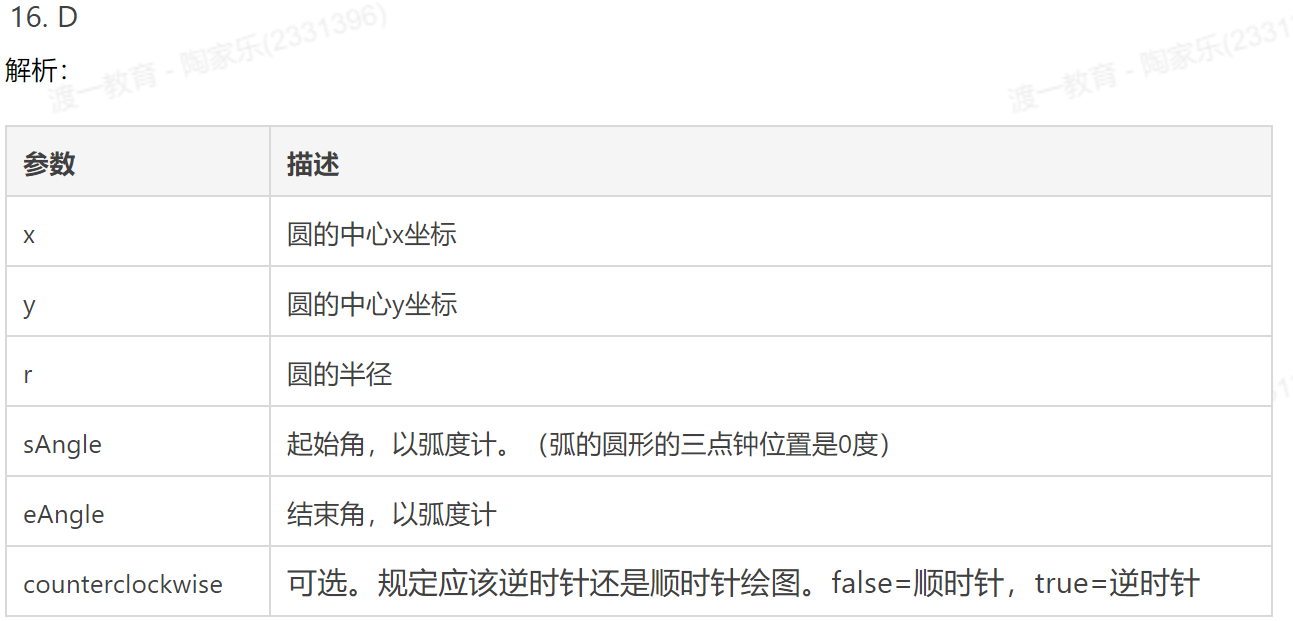 16. D
渡一教育 - 陶家乐(2331396)
渡一教育 - 陶家乐(2331
解析：
参数 描述
x 圆的中心x坐标
y 圆的中心y坐标
r 圆的半径
sAngle 起始角，以弧度计。（弧的圆形的三点钟位置是0度）
eAngle 结束角，以弧度计
counterclockwise 可选。规定应该逆时针还是顺时针绘图。false=顺时针，true=逆时针